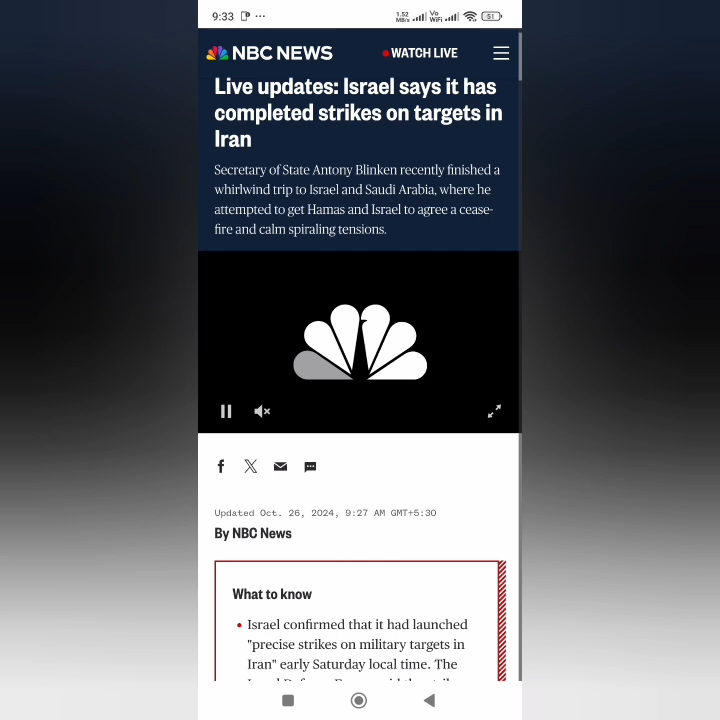 9:33 ... 1.52 MB/s Vo WiFi 51
NBC NEWS WATCH LIVE
Live updates: Israel says it has
completed strikes on targets in
Iran
Secretary of State Antony Blinken recently finished a
whirlwind trip to Israel and Saudi Arabia, where he
attempted to get Hamas and Israel to agree a cease-
fire and calm spiraling tensions.
f X
Updated Oct. 26, 2024, 9:27 AM GMT+5:30
By NBC News
What to know
• Israel confirmed that it had launched
"precise strikes on military targets in
Iran" early Saturday local time. The